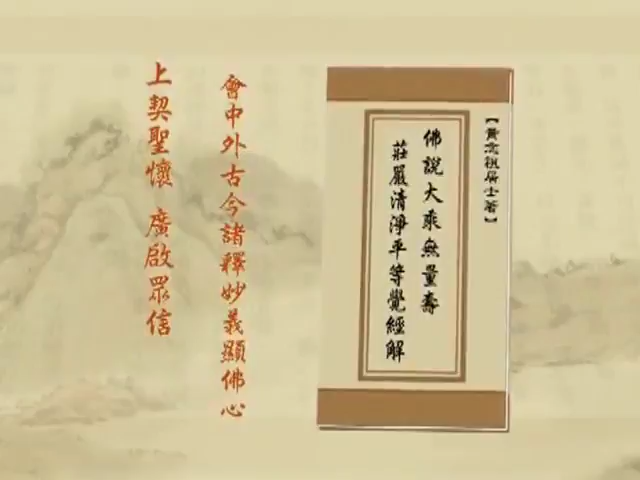 【黃念祖居士著】
佛說大乘無量壽
莊嚴清淨平等覺經解
會中外古今諸釋妙義顯佛心
上契聖懷 廣啟眾信